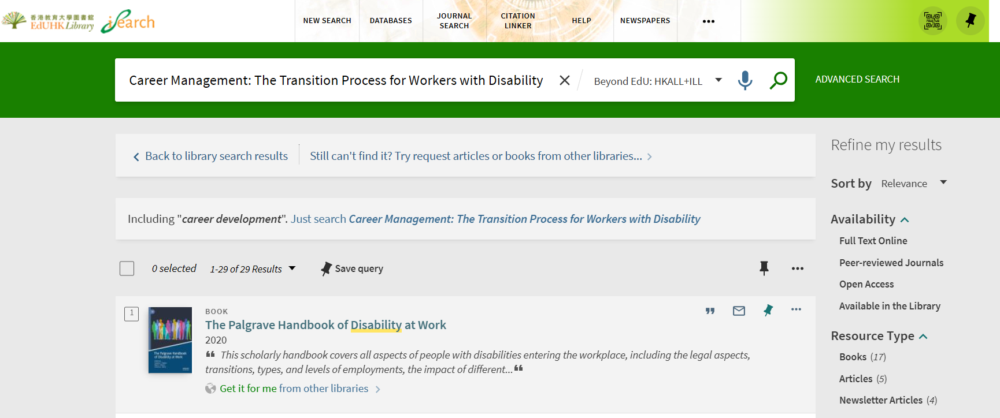 香港教育大學圖書館
EdUHK Library
iSearch
NEW SEARCH
DATABASES
JOURNAL SEARCH
CITATION LINKER
HELP
NEWSPAPERS
Career Management: The Transition Process for Workers with Disability
Beyond EdU: HKALL+ILL
ADVANCED SEARCH
Back to library search results
Still can't find it? Try request articles or books from other libraries...
Including "career development". Just search Career Management: The Transition Process for Workers with Disability
0 selected
1-29 of 29 Results
Save query
1
BOOK
The Palgrave Handbook of Disability at Work
2020
❝ This scholarly handbook covers all aspects of people with disabilities entering the workplace, including the legal aspects,
transitions, types, and levels of employments, the impact of different...❝
Get it for me from other libraries
The Palgrave Handbook
of Disability at Work
Refine my results
Sort by Relevance
Availability
Full Text Online
Peer-reviewed Journals
Open Access
Available in the Library
Resource Type
Books (17)
Articles (5)
Newsletter Articles (4)